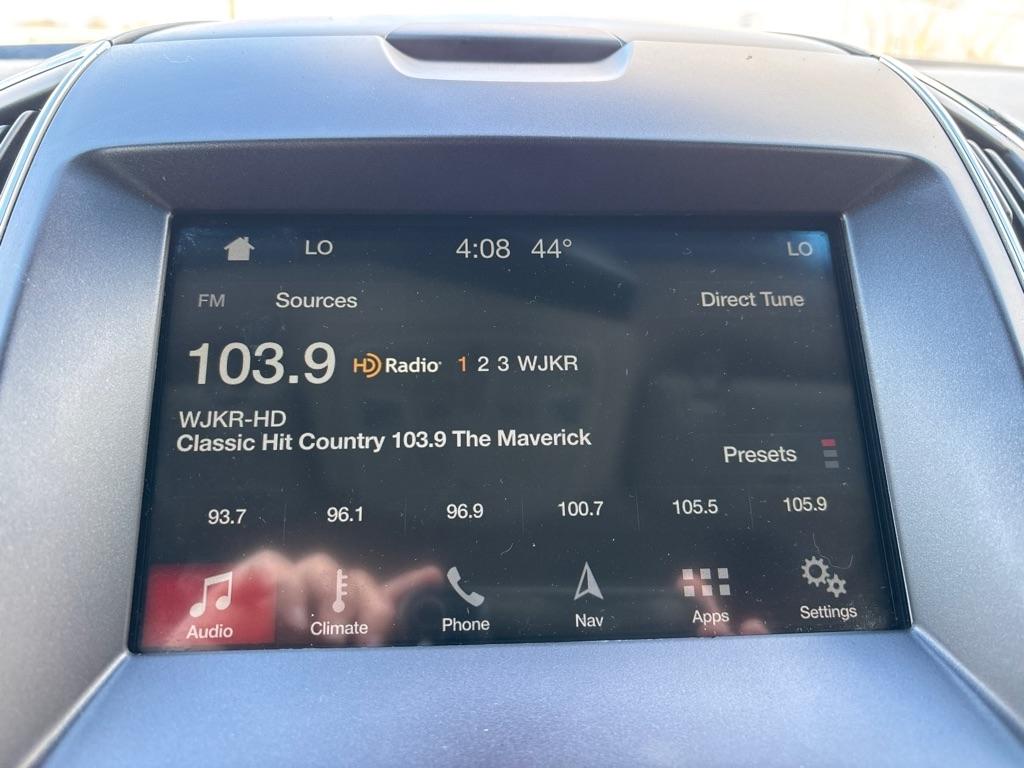 LO 4:08 44° LO
FM Sources Direct Tune
103.9 HD Radio 1 2 3 WJKR
WJKR-HD
Classic Hit Country 103.9 The Maverick
Presets
93.7 96.1 96.9 100.7 105.5 105.9
Audio Climate Phone Nav Apps Settings